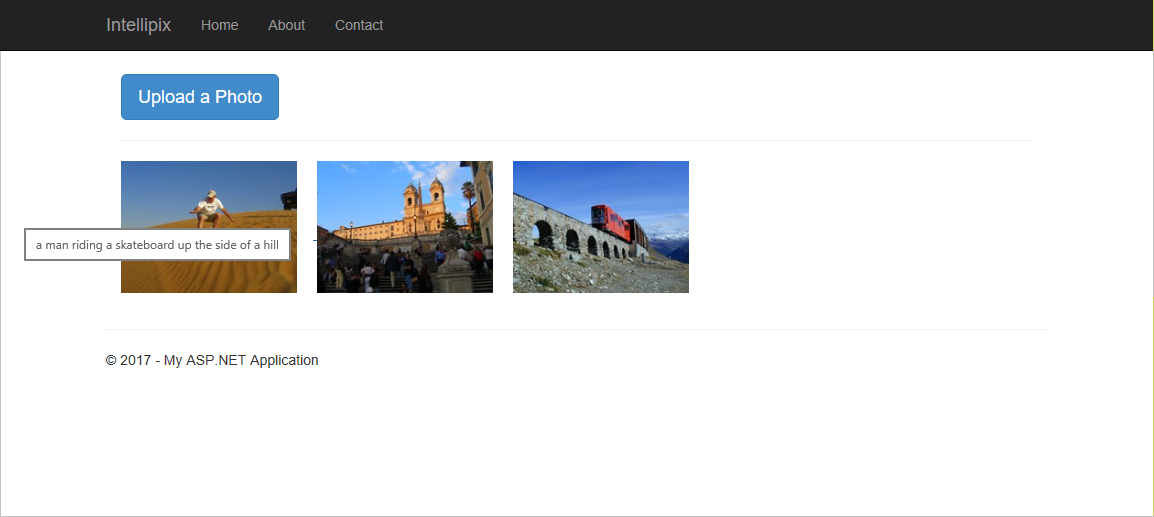 Intellipix Home About Contact
Upload a Photo
a man riding a skateboard up the side of a hill
© 2017 - My ASP.NET Application